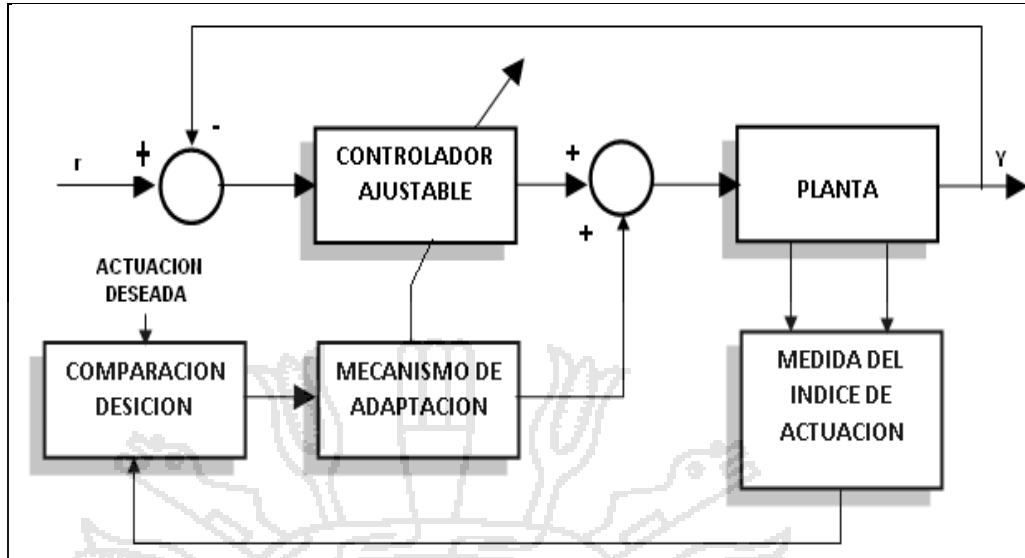 -
r
+
CONTROLADOR
AJUSTABLE
+
+
PLANTA
Y
ACTUACION
DESEADA
COMPARACION
DESICION
MECANISMO DE
ADAPTACION
MEDIDA DEL
INDICE DE
ACTUACION